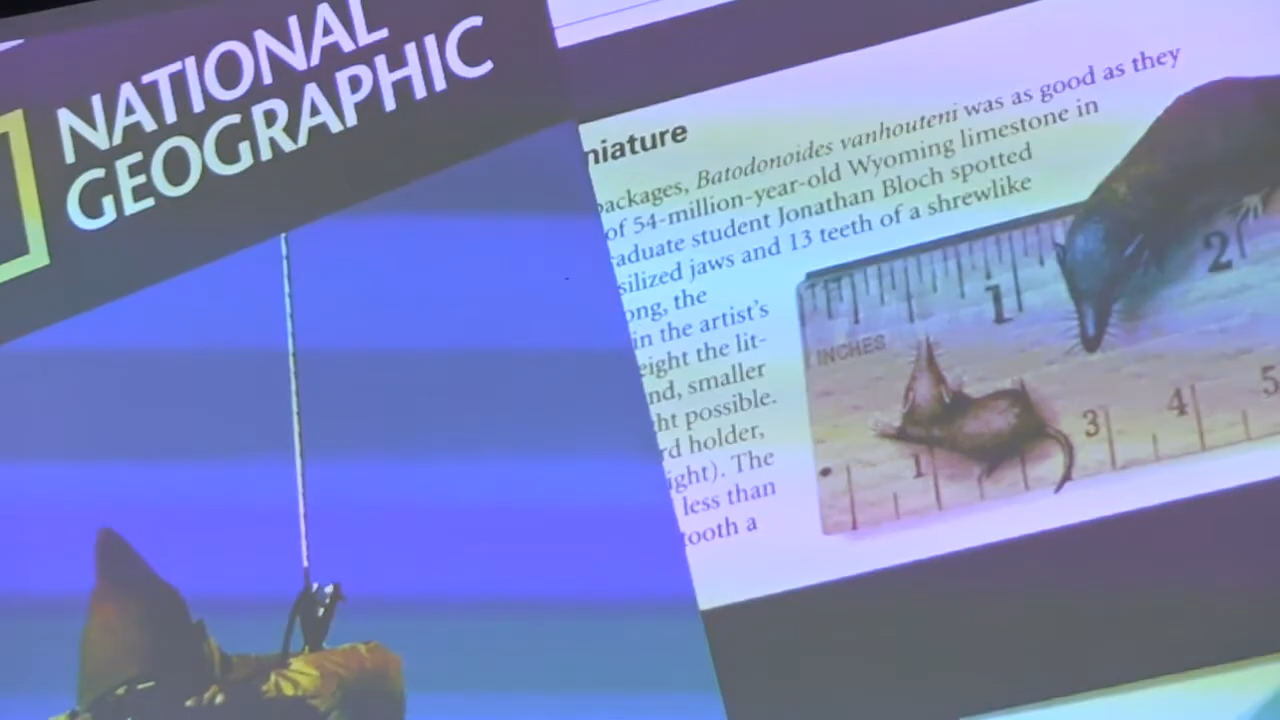 NATIONAL
GEOGRAPHIC
niature
ackages, Batodonoides vanhouteni was as good as they
of 54-million-year-old Wyoming limestone in
aduate student Jonathan Bloch spotted
silized jaws and 13 teeth of a shrewlike
ong, the
in the artist's
eight the lit-
nd, smaller
ht possible.
rd holder,
ight). The
less than
tooth a
1
2
INCHES
1
3
4
5